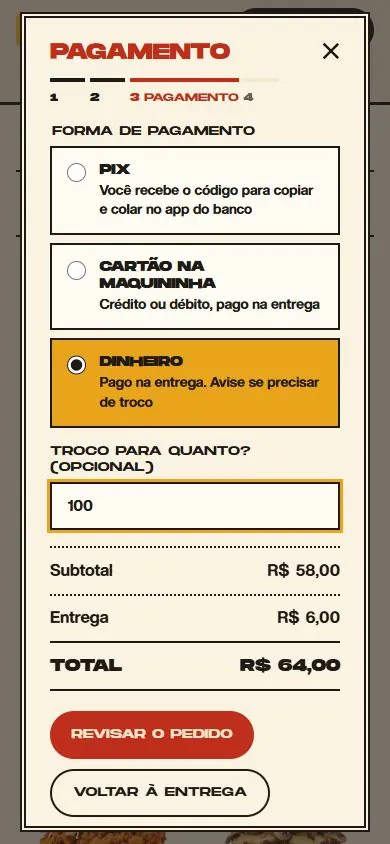 PAGAMENTO
1 2 3 PAGAMENTO 4
FORMA DE PAGAMENTO
PIX
Você recebe o código para copiar
e colar no app do banco
CARTÃO NA
MAQUININHA
Crédito ou débito, pago na entrega
DINHEIRO
Pago na entrega. Avise se precisar
de troco
TROCO PARA QUANTO?
(OPCIONAL)
100
Subtotal R$ 58,00
Entrega R$ 6,00
TOTAL R$ 64,00
REVISAR O PEDIDO
VOLTAR À ENTREGA